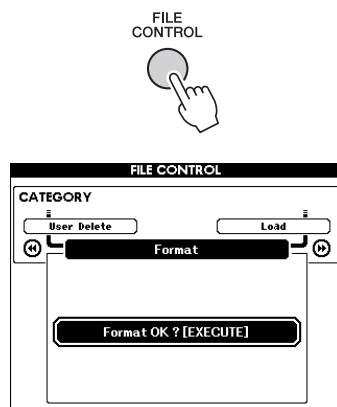 FILE
CONTROL
FILE CONTROL
CATEGORY
User Delete Load
Format
Format OK ? [EXECUTE]